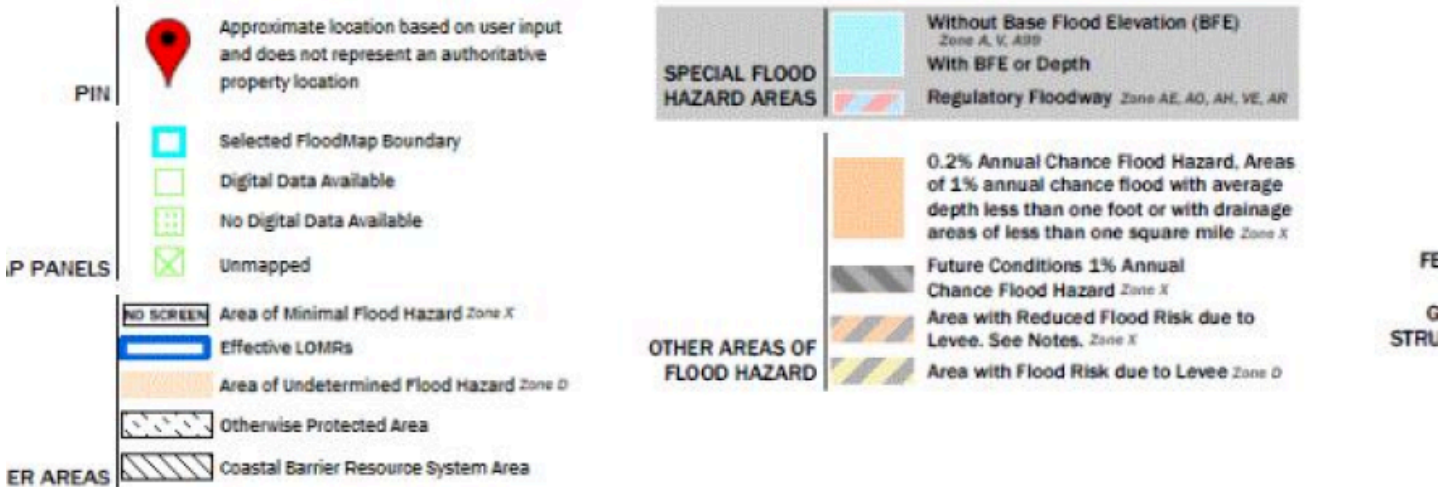 PIN
Approximate location based on user input
and does not represent an authoritative
property location
Selected FloodMap Boundary
Digital Data Available
No Digital Data Available
Unmapped
AP PANELS
NO SCREEN Area of Minimal Flood Hazard Zone X
Effective LOMRs
Area of Undetermined Flood Hazard Zone D
Otherwise Protected Area
Coastal Barrier Resource System Area
ER AREAS
SPECIAL FLOOD
HAZARD AREAS
Without Base Flood Elevation (BFE)
Zone A, V, A99
With BFE or Depth
Regulatory Floodway Zone AE, AO, AH, VE, AR
0.2% Annual Chance Flood Hazard, Areas
of 1% annual chance flood with average
depth less than one foot or with drainage
areas of less than one square mile Zone X
Future Conditions 1% Annual
Chance Flood Hazard Zone X
Area with Reduced Flood Risk due to
Levee. See Notes. Zone X
Area with Flood Risk due to Levee Zone D
OTHER AREAS OF
FLOOD HAZARD
FE
G
STRU